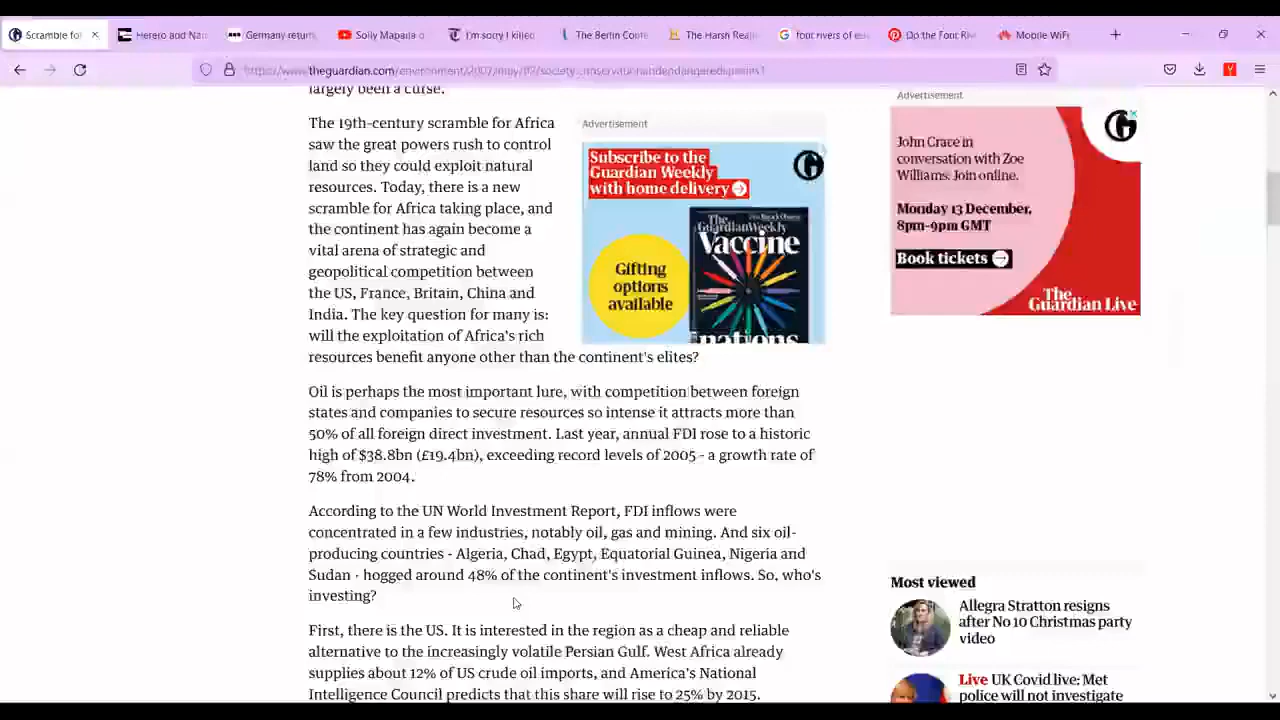 Scramble fo
Herero and Nam
Germany return
Solly Mapaila o
I'm sorry I killed
The Berlin Conf
The Harsh Real
four rivers of ed
Do the Four Riv
Mobile WiFi
largely been a curse.
The 19th-century scramble for Africa
saw the great powers rush to control
land so they could exploit natural
resources. Today, there is a new
scramble for Africa taking place, and
the continent has again become a
vital arena of strategic and
geopolitical competition between
the US, France, Britain, China and
India. The key question for many is:
will the exploitation of Africa's rich
resources benefit anyone other than the continent's elites?
Oil is perhaps the most important lure, with competition between foreign
states and companies to secure resources so intense it attracts more than
50% of all foreign direct investment. Last year, annual FDI rose to a historic
high of $38.8bn (£19.4bn), exceeding record levels of 2005 - a growth rate of
78% from 2004.
According to the UN World Investment Report, FDI inflows were
concentrated in a few industries, notably oil, gas and mining. And six oil-
producing countries - Algeria, Chad, Egypt, Equatorial Guinea, Nigeria and
Sudan - hogged around 48% of the continent's investment inflows. So, who's
investing?
First, there is the US. It is interested in the region as a cheap and reliable
alternative to the increasingly volatile Persian Gulf. West Africa already
supplies about 12% of US crude oil imports, and America's National
Intelligence Council predicts that this share will rise to 25% by 2015.
Advertisement
Subscribe to the
Guardian Weekly
with home delivery
Gifting
options
available
The Guardian Weekly
Vaccine
nations
Advertisement
John Crace in
conversation with Zoe
Williams. Join online.
Monday 13 December,
8pm-9pm GMT
Book tickets
The
Guardian Live
Most viewed
Allegra Stratton resigns
after No 10 Christmas party
video
Live UK Covid live: Met
police will not investigate